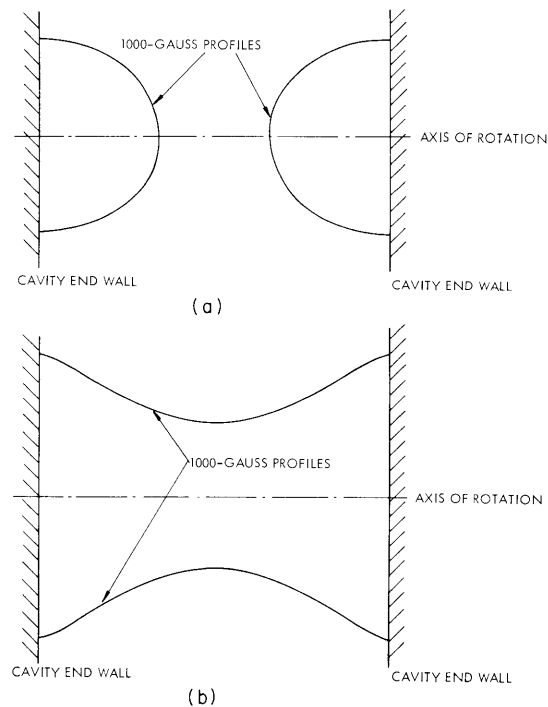 1000-GAUSS PROFILES
AXIS OF ROTATION
CAVITY END WALL
CAVITY END WALL
(a)
1000-GAUSS PROFILES
AXIS OF ROTATION
CAVITY END WALL
CAVITY END WALL
(b)